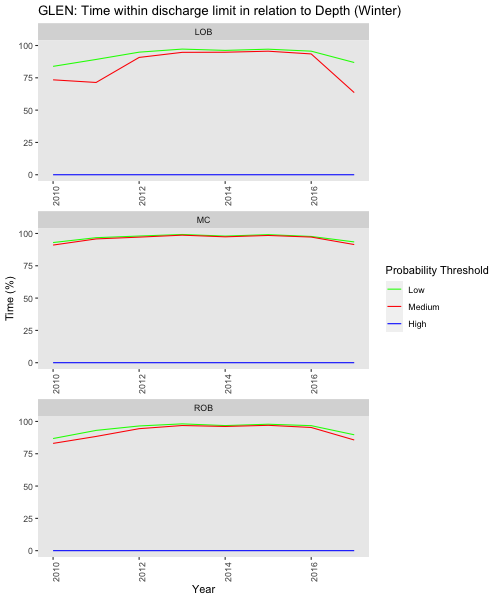 GLEN: Time within discharge limit in relation to Depth (Winter)
LOB
100
75
50
25
0
2010
2012
2014
2016
MC
100
75
50
25
0
2010
2012
2014
2016
ROB
100
75
50
25
0
2010
2012
2014
2016
Time (%)
Year
Probability Threshold
Low
Medium
High